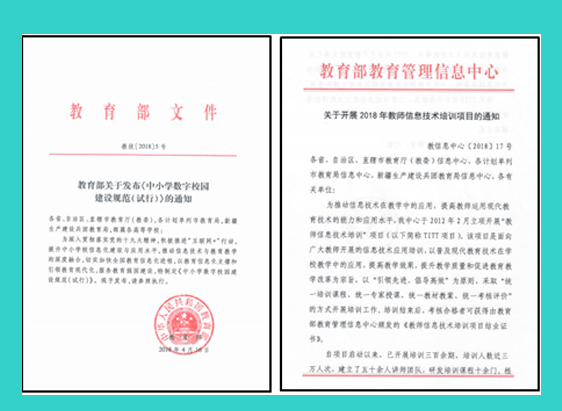 教育部文件
教技[2018]5号
教育部关于发布《中小学数字校园
建设规范(试行)》的通知
各省、自治区、直辖市教育厅(教委),各计划单列市教育局,新疆
生产建设兵团教育局,部属各高等学校:
为深入贯彻落实党的十九大精神,积极推进"互联网+"行动,
提升中小学信息化建设与应用水平,推动信息技术与教育教学
的深度融合,切实加快全国教育信息化进程,以教育信息化支撑和
引领教育现代化,服务教育强国建设,特制定《中小学数字校园建
设规范(试行)》。现予发布,请参照执行。
中华人民共和国教育部
2018年4月16日
教育部教育管理信息中心
关于开展2018年教师信息技术培训项目的通知
教信息中心〔2018〕17号
各省、自治区、直辖市教育厅(教委)信息中心、各计划单列
市教育局信息中心、新疆生产建设兵团教育局信息中心、各有
关单位:
为推动信息技术在教学中的应用,提高教师运用现代教
育技术的能力和应用水平,我中心于2012年2月立项开展"教
师信息技术培训"项目(以下简称TITT项目)。该项目是面向
广大教师开展的信息技术应用培训,以普及现代教育技术在学
校教学中的应用,提高教学效果,提升教学质量和促进教育教
学改革为宗旨,以"引领先进,倡导高效"为原则,采取"统
一培训课程、统一专家授课、统一教材教案、统一考核评价"
的方式开展培训工作。培训结束后,考核合格者可获得由教育
部教育管理信息中心颁发的《教师信息技术培训项目结业证
书》。
自项目启动以来,已开展培训三百余期,培训人数近三
万人次,建立了五十余人讲师团队,研发培训课程十余门,根